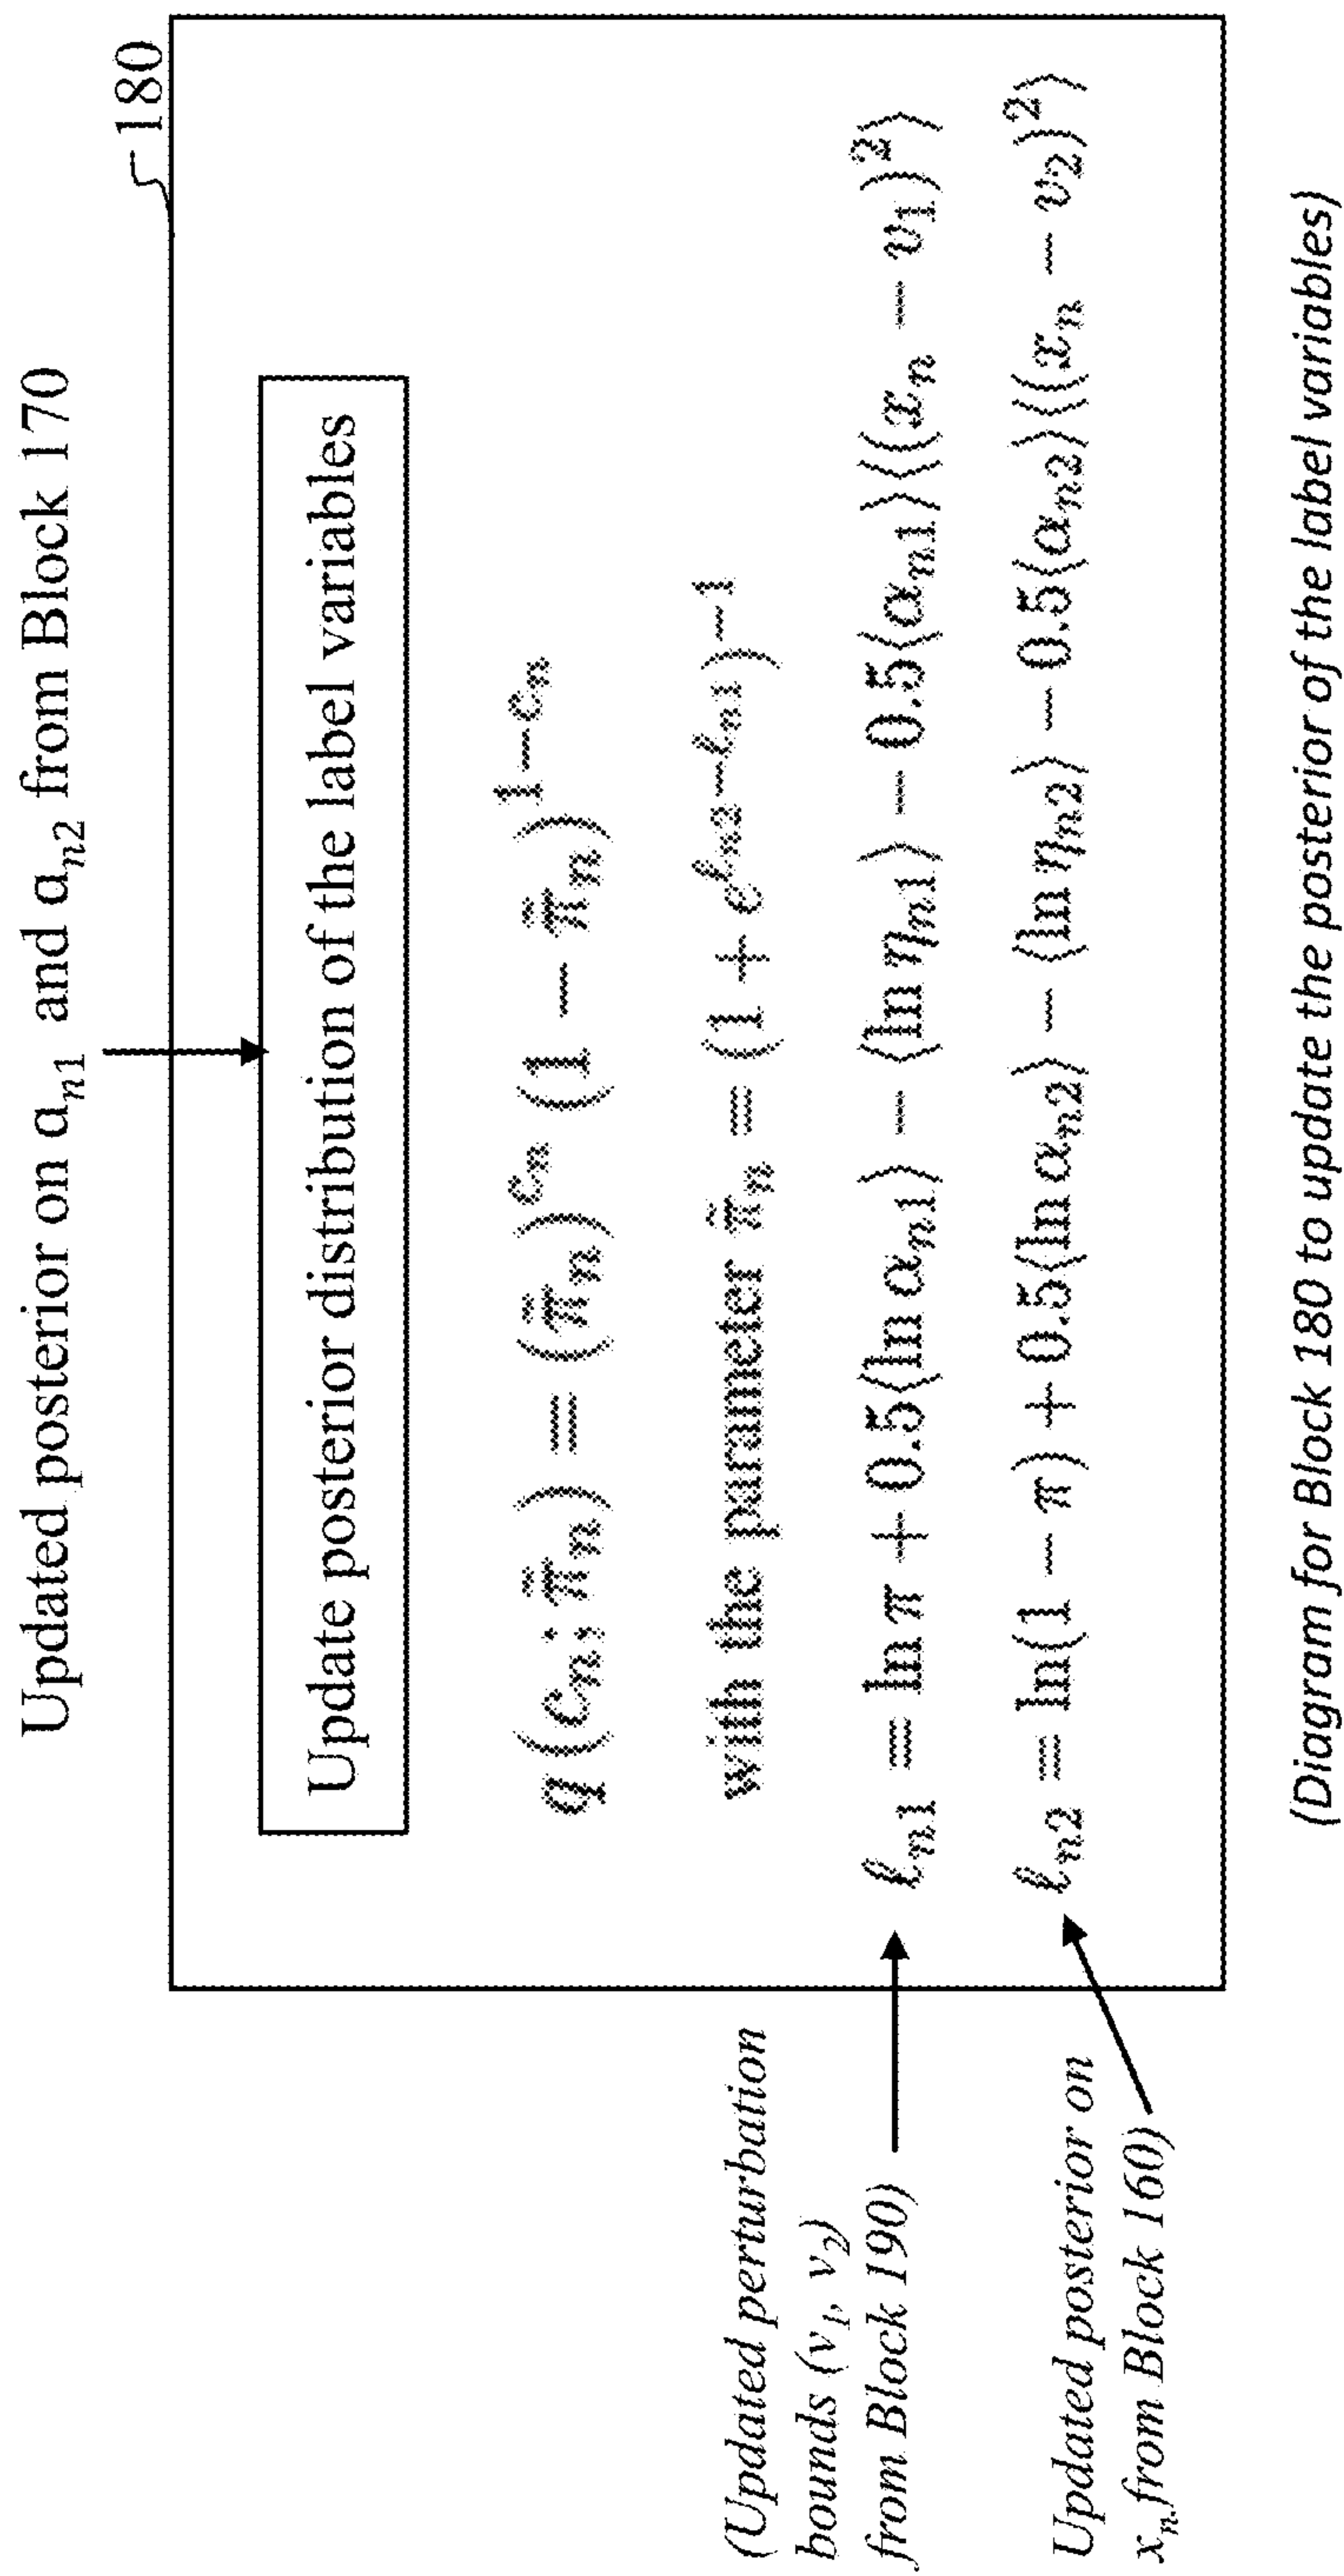 Updated posterior on α_{n1} and α_{n2} from Block 170
180
Update posterior distribution of the label variables
q(c_n; π̃_n) = (π̃_n)^{c_n} (1 − π̃_n)^{1−c_n}
with the parameter π̃_n = (1 + e^{ℓ_{n2}−ℓ_{n1}})^{−1}
ℓ_{n1} = ln π + 0.5⟨ln α_{n1}⟩ − ⟨ln η_{n1}⟩ − 0.5⟨α_{n1}⟩⟨(x_n − v_1)^2⟩
ℓ_{n2} = ln(1 − π) + 0.5⟨ln α_{n2}⟩ − ⟨ln η_{n2}⟩ − 0.5⟨α_{n2}⟩⟨(x_n − v_2)^2⟩
(Updated perturbation
bounds (v_1, v_2)
from Block 190)
Updated posterior on
x_n from Block 160)
(Diagram for Block 180 to update the posterior of the label variables)